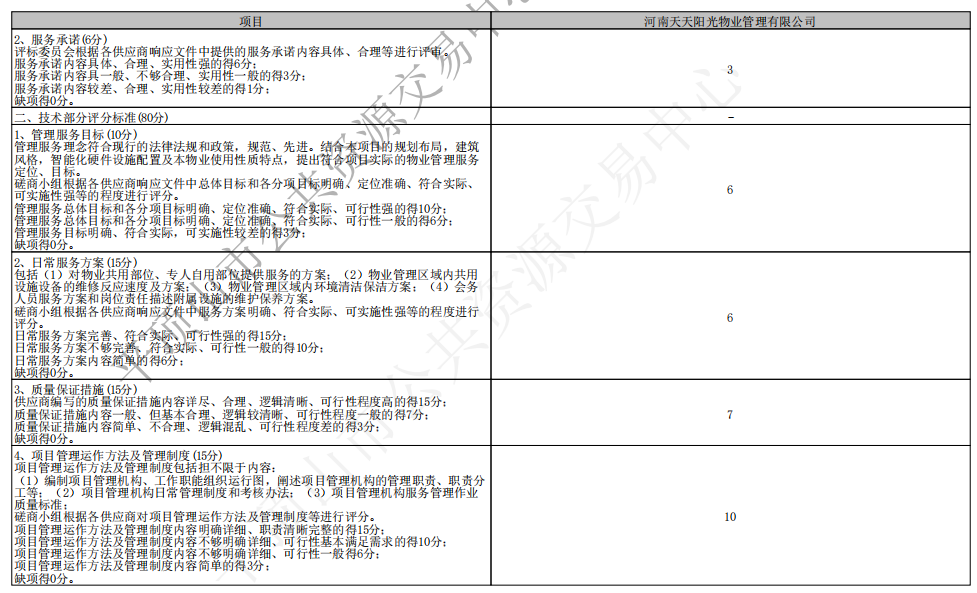 项目
河南天天阳光物业管理有限公司
2、服务承诺(6分)
评标委员会根据各供应商响应文件中提供的服务承诺内容具体、合理等进行评审。
服务承诺内容具体、合理、实用性强的得6分；
服务承诺内容具一般、不够合理、实用性一般的得3分；
服务承诺内容较差、合理、实用性较差的得1分；
缺项得0分。
3
二、技术部分评分标准(80分)
-
1、管理服务目标(10分)
管理服务理念符合现行的法律法规和政策，规范、先进。结合本项目的规划布局，建筑
风格，智能化硬件设施配置及本物业使用性质特点，提出符合项目实际的物业管理服务
定位、目标。
磋商小组根据各供应商响应文件中总体目标和各分项目标明确、定位准确、符合实际、
可实施性强等的程度进行评分。
管理服务总体目标和各分项目标明确、定位准确、符合实际、可行性强的得10分；
管理服务总体目标和各分项目标明确、定位准确、符合实际、可行性一般的得6分；
管理服务目标明确、符合实际，可实施性较差的得3分；
缺项得0分。
6
2、日常服务方案(15分)
包括（1）对物业共用部位、专人自用部位提供服务的方案；（2）物业管理区域内共用
设施设备的维修反应速度及方案；（3）物业管理区域内环境清洁保洁方案；（4）会务
人员服务方案和岗位责任描述附属设施的维护保养方案。
磋商小组根据各供应商响应文件中服务方案明确、符合实际、可实施性强等的程度进行
评分。
日常服务方案完善、符合实际、可行性强的得15分；
日常服务方案不够完善、符合实际、可行性一般的得10分；
日常服务方案内容简单的得6分；
缺项得0分。
6
3、质量保证措施(15分)
供应商编写的质量保证措施内容详尽、合理、逻辑清晰、可行性程度高的得15分；
质量保证措施内容一般、但基本合理、逻辑较清晰、可行性程度一般的得7分；
质量保证措施内容简单、不合理、逻辑混乱、可行性程度差的得3分；
缺项得0分。
7
4、项目管理运作方法及管理制度(15分)
项目管理运作方法及管理制度包括担不限于内容：
（1）编制项目管理机构、工作职能组织运行图，阐述项目管理机构的管理职责、职责分
工等；（2）项目管理机构日常管理制度和考核办法；（3）项目管理机构服务管理作业
质量标准；
磋商小组根据各供应商对项目管理运作方法及管理制度等进行评分。
项目管理运作方法及管理制度内容明确详细、职责清晰完整的得15分；
项目管理运作方法及管理制度内容不够明确详细、可行性基本满足需求的得10分；
项目管理运作方法及管理制度内容不够明确详细、可行性一般得6分；
项目管理运作方法及管理制度内容简单的得3分；
缺项得0分。
10
平顶山市公共资源交易中心
山市公共资源交易中心